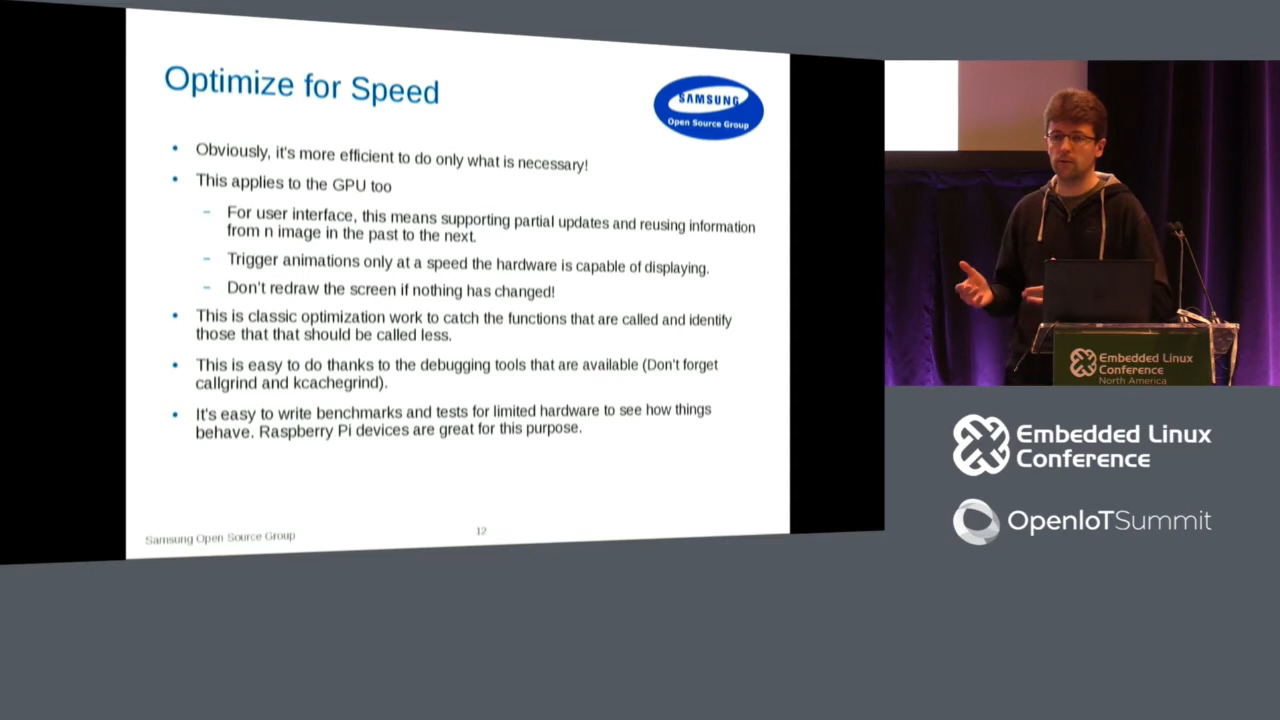 Optimize for Speed
SAMSUNG
Open Source Group
• Obviously, it's more efficient to do only what is necessary!
• This applies to the GPU too
– For user interface, this means supporting partial updates and reusing information
from n image in the past to the next.
– Trigger animations only at a speed the hardware is capable of displaying.
– Don't redraw the screen if nothing has changed!
• This is classic optimization work to catch the functions that are called and identify
those that that should be called less.
• This is easy to do thanks to the debugging tools that are available (Don't forget
callgrind and kcachegrind).
• It's easy to write benchmarks and tests for limited hardware to see how things
behave. Raspberry Pi devices are great for this purpose.
Samsung Open Source Group
12
Embedded Linux
Conference
North America
Embedded Linux
Conference
OpenIoTSummit